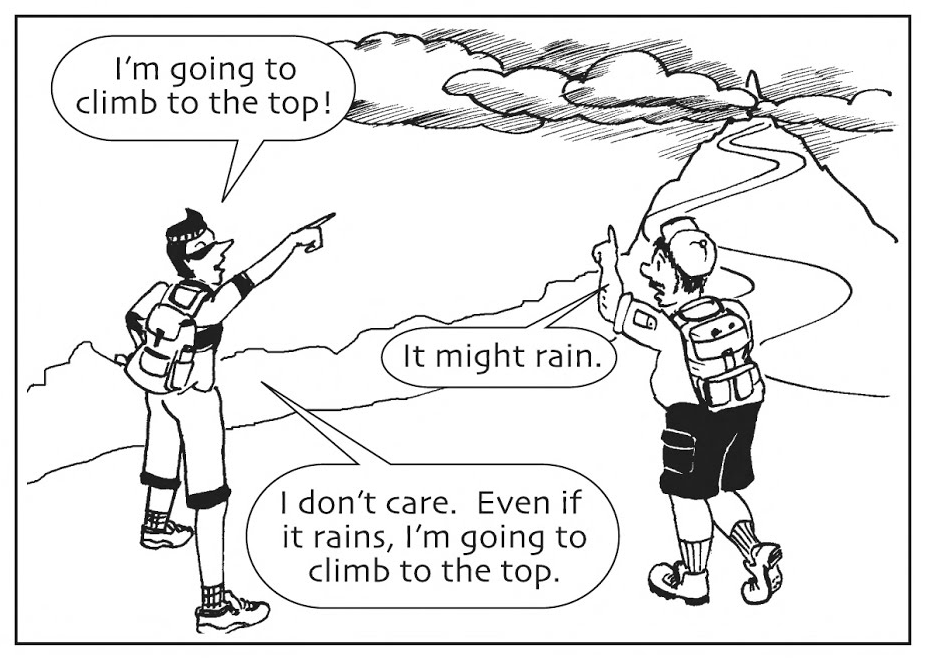 I'm going to
climb to the top!
It might rain.
I don't care.  Even if
it rains, I'm going to
climb to the top.